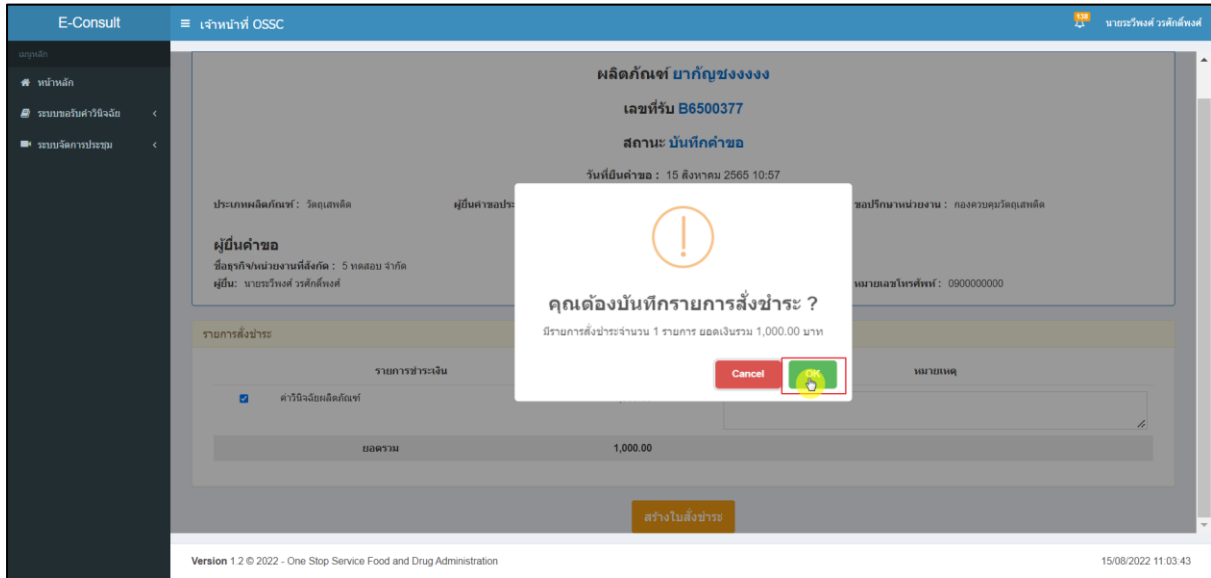 E-Consult
เจ้าหน้าที่ OSSC
138
นายระวีพงศ์ วรศักดิ์พงศ์
เมนูหลัก
หน้าหลัก
ระบบขอรับคำวินิจฉัย
ระบบจัดการประชุม
ผลิตภัณฑ์ ยากัญชงงงงง
เลขที่รับ B6500377
สถานะ บันทึกคำขอ
วันที่ยื่นคำขอ : 15 สิงหาคม 2565 10:57
ประเภทผลิตภัณฑ์ : วัตถุเสพติด
ผู้ยื่นคำขอประ
ขอปรึกษาหน่วยงาน : กองควบคุมวัตถุเสพติด
ผู้ยื่นคำขอ
ชื่อธุรกิจ/หน่วยงานที่สังกัด : 5 ทดสอบ จำกัด
ผู้ยื่น: นายระวีพงศ์ วรศักดิ์พงศ์
หมายเลขโทรศัพท์ : 0900000000
คุณต้องบันทึกรายการสั่งชำระ ?
มีรายการสั่งชำระจำนวน 1 รายการ ยอดเงินรวม 1,000.00 บาท
Cancel
OK
รายการสั่งชำระ
รายการชำระเงิน
หมายเหตุ
ค่าวินิจฉัยผลิตภัณฑ์
ยอดรวม 1,000.00
สร้างใบสั่งชำระ
Version 1.2 © 2022 - One Stop Service Food and Drug Administration
15/08/2022 11:03:43